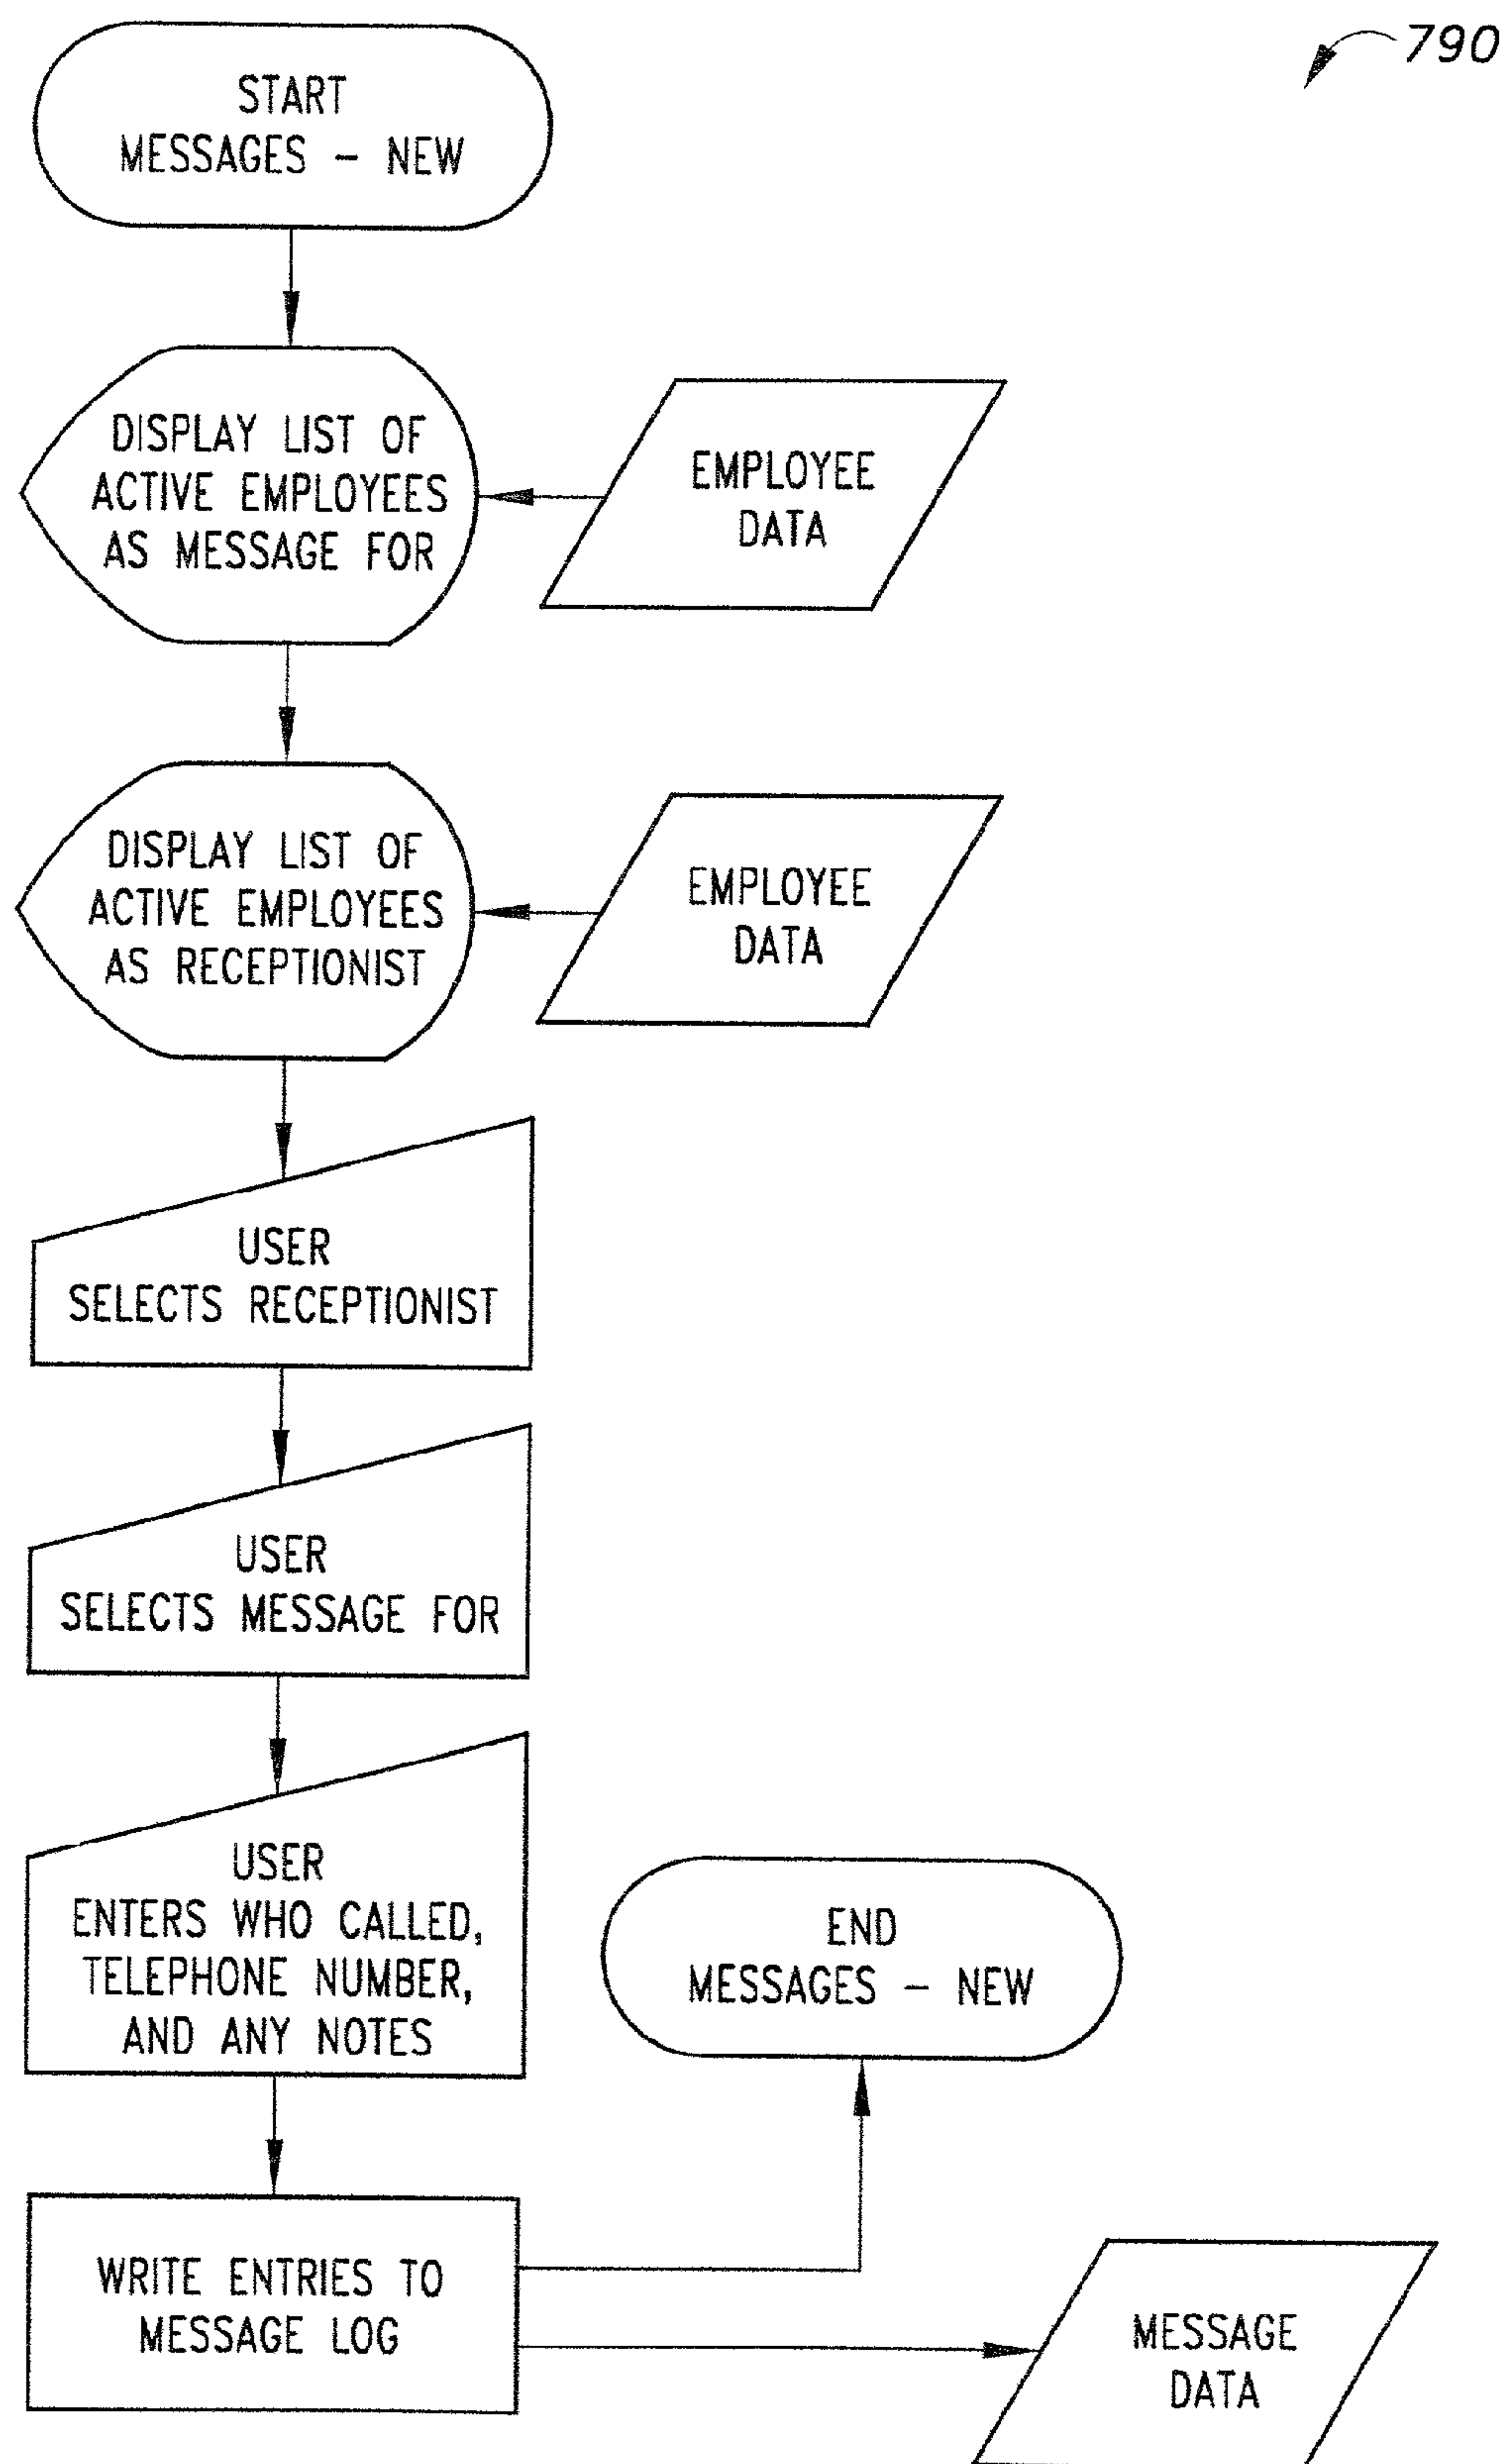 790
START
MESSAGES - NEW
DISPLAY LIST OF
ACTIVE EMPLOYEES
AS MESSAGE FOR
EMPLOYEE
DATA
DISPLAY LIST OF
ACTIVE EMPLOYEES
AS RECEPTIONIST
EMPLOYEE
DATA
USER
SELECTS RECEPTIONIST
USER
SELECTS MESSAGE FOR
USER
ENTERS WHO CALLED,
TELEPHONE NUMBER,
AND ANY NOTES
END
MESSAGES - NEW
WRITE ENTRIES TO
MESSAGE LOG
MESSAGE
DATA